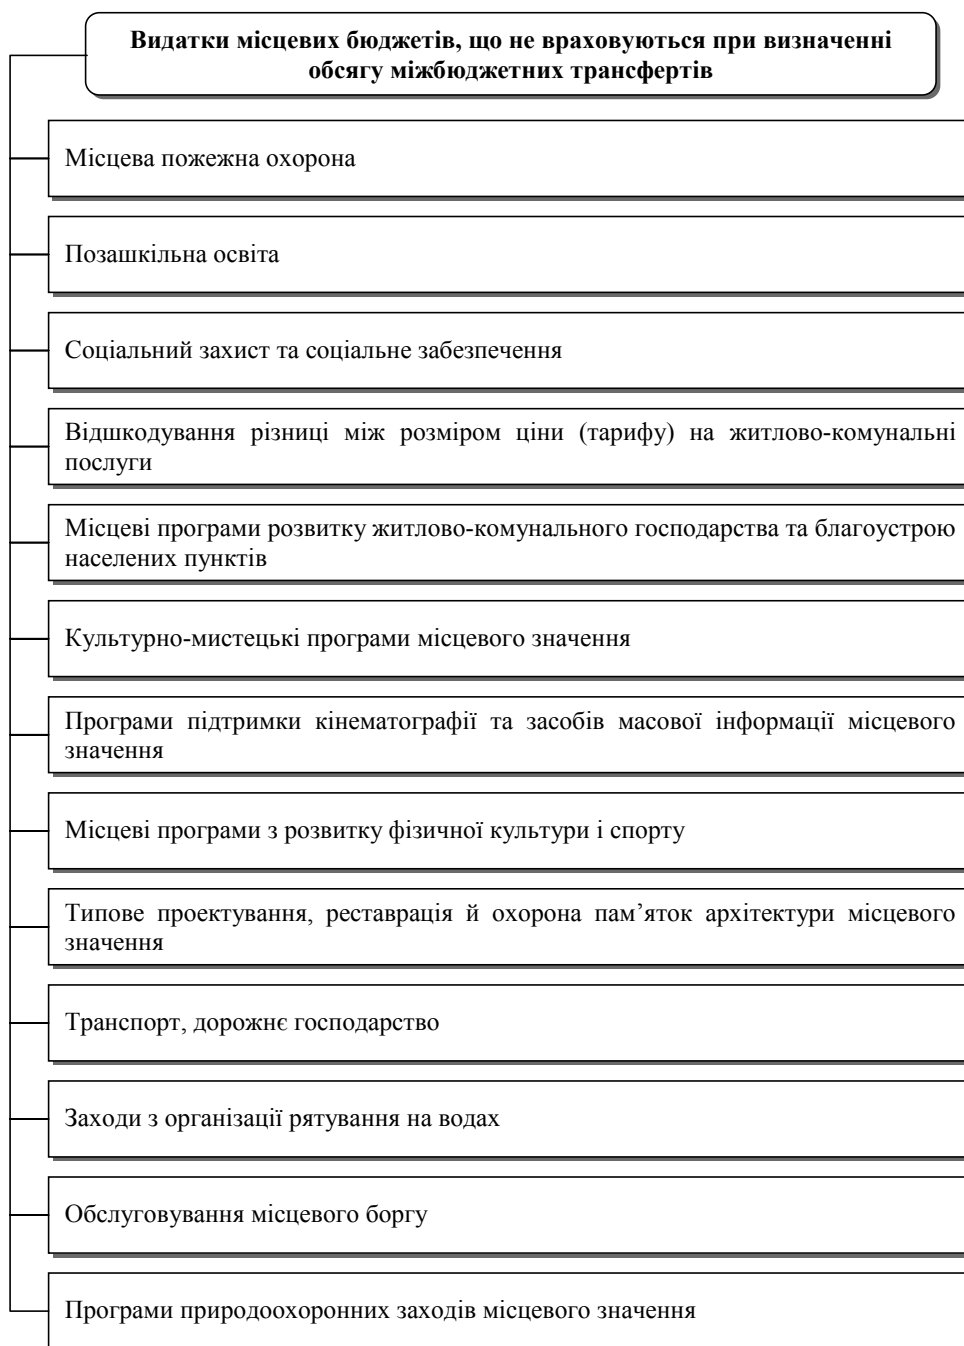 Видатки місцевих бюджетів, що не враховуються при визначенні
обсягу міжбюджетних трансфертів
Місцева пожежна охорона
Позашкільна освіта
Соціальний захист та соціальне забезпечення
Відшкодування різниці між розміром ціни (тарифу) на житлово-комунальні
послуги
Місцеві програми розвитку житлово-комунального господарства та благоустрою
населених пунктів
Культурно-мистецькі програми місцевого значення
Програми підтримки кінематографії та засобів масової інформації місцевого
значення
Місцеві програми з розвитку фізичної культури і спорту
Типове проектування, реставрація й охорона пам’яток архітектури місцевого
значення
Транспорт, дорожнє господарство
Заходи з організації рятування на водах
Обслуговування місцевого боргу
Програми природоохоронних заходів місцевого значення